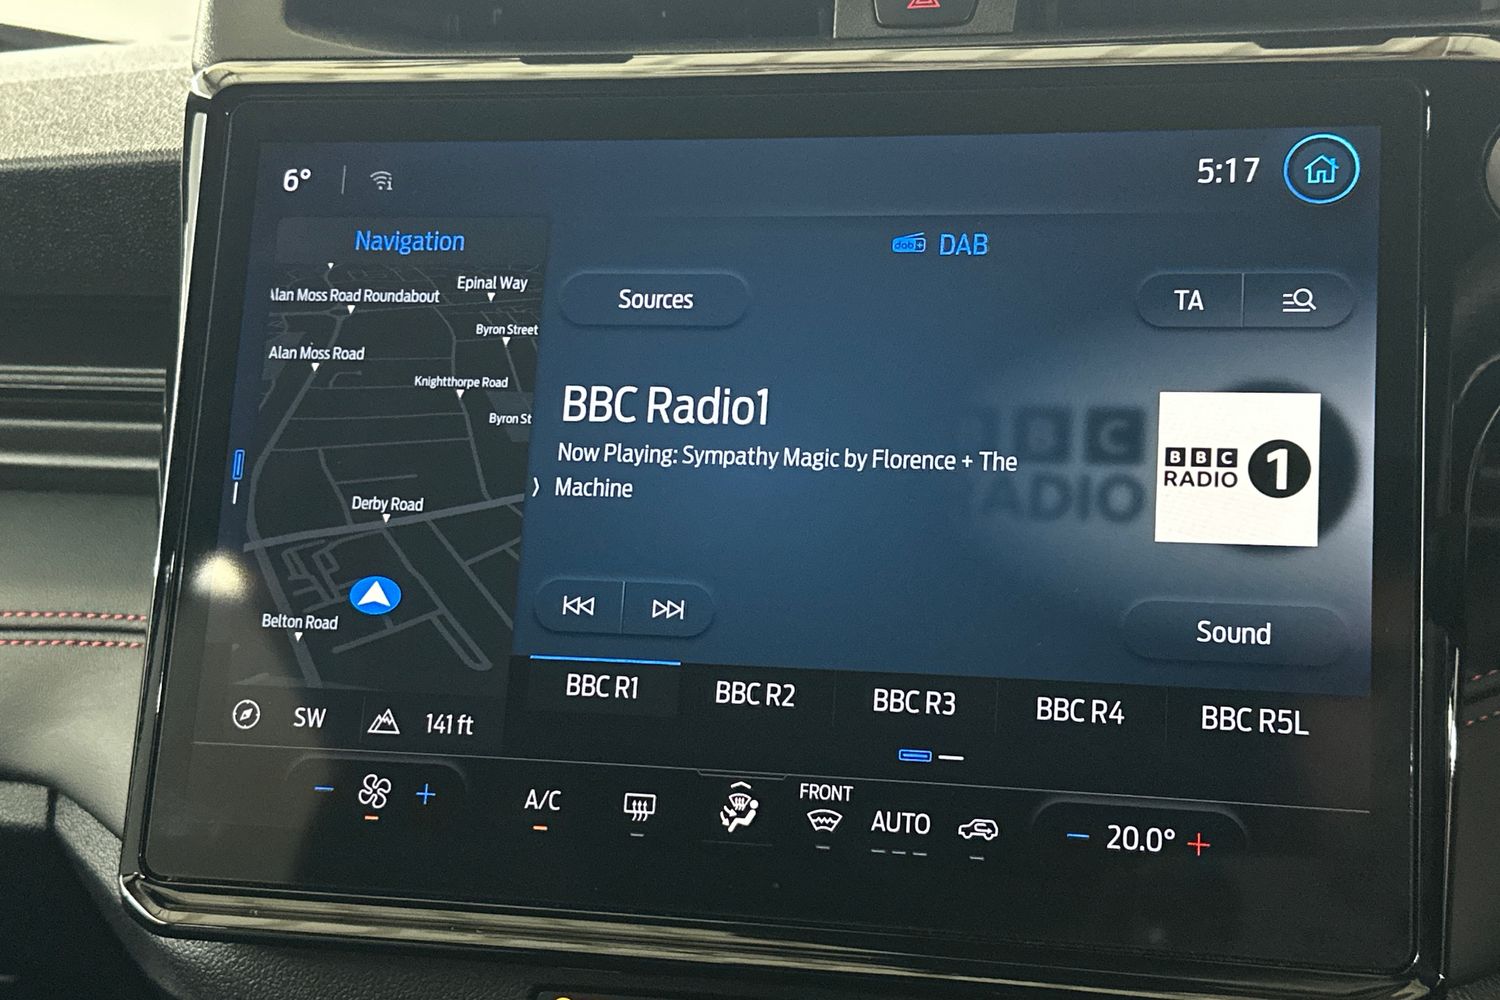 6°
5:17
Navigation
dab+ DAB
Sources
TA
Epinal Way
Alan Moss Road Roundabout
Byron Street
Alan Moss Road
Knightthorpe Road
Byron St
Derby Road
Belton Road
BBC Radio1
Now Playing: Sympathy Magic by Florence + The
Machine
BBC
RADIO 1
BBC
ADIO
Sound
BBC R1
BBC R2
BBC R3
BBC R4
BBC R5L
SW
141 ft
− +
A/C
FRONT
AUTO
− 20.0° +